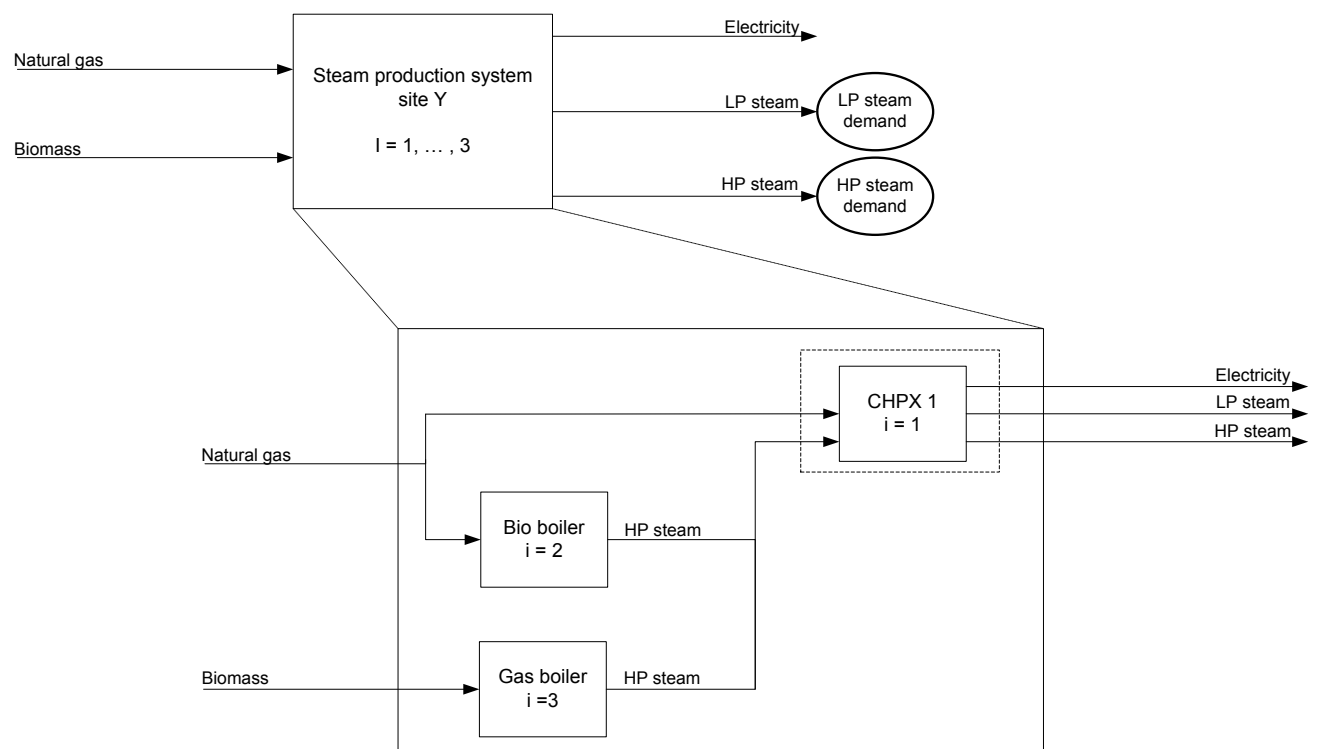 Electricity
Natural gas
Steam production system
site Y
I = 1, … , 3
LP steam
LP steam
demand
Biomass
HP steam
HP steam
demand
CHPX 1
i = 1
Electricity
LP steam
HP steam
Natural gas
Bio boiler
i = 2
HP steam
Biomass
Gas boiler
i =3
HP steam